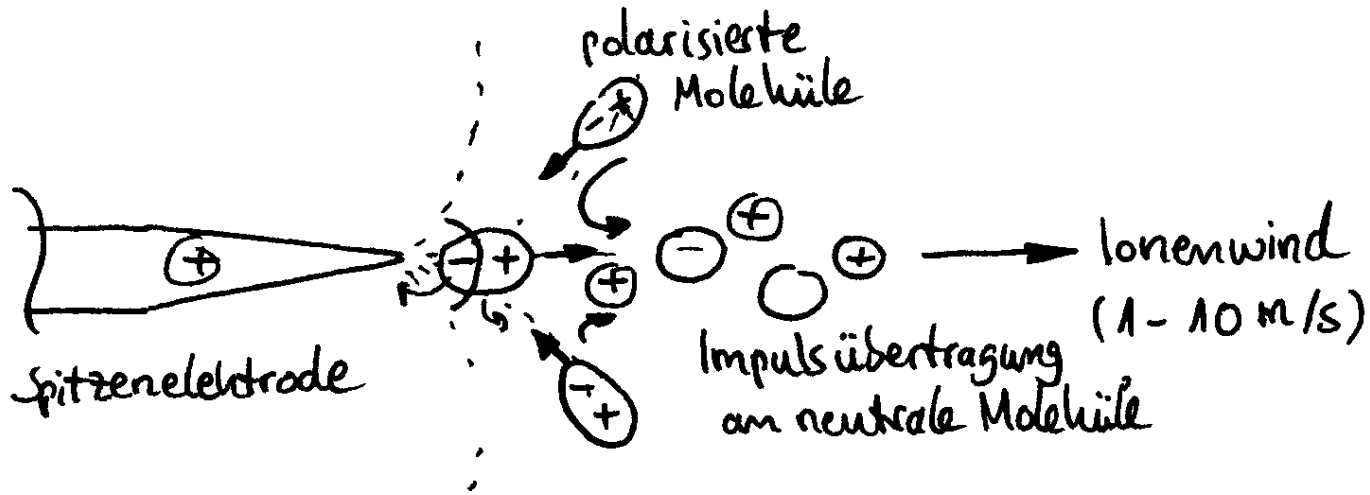 polarisierte
Moleküle
Spitzenelektrode
Impulsübertragung
an neutrale Moleküle
Ionenwind
(1 - 10 m/s)